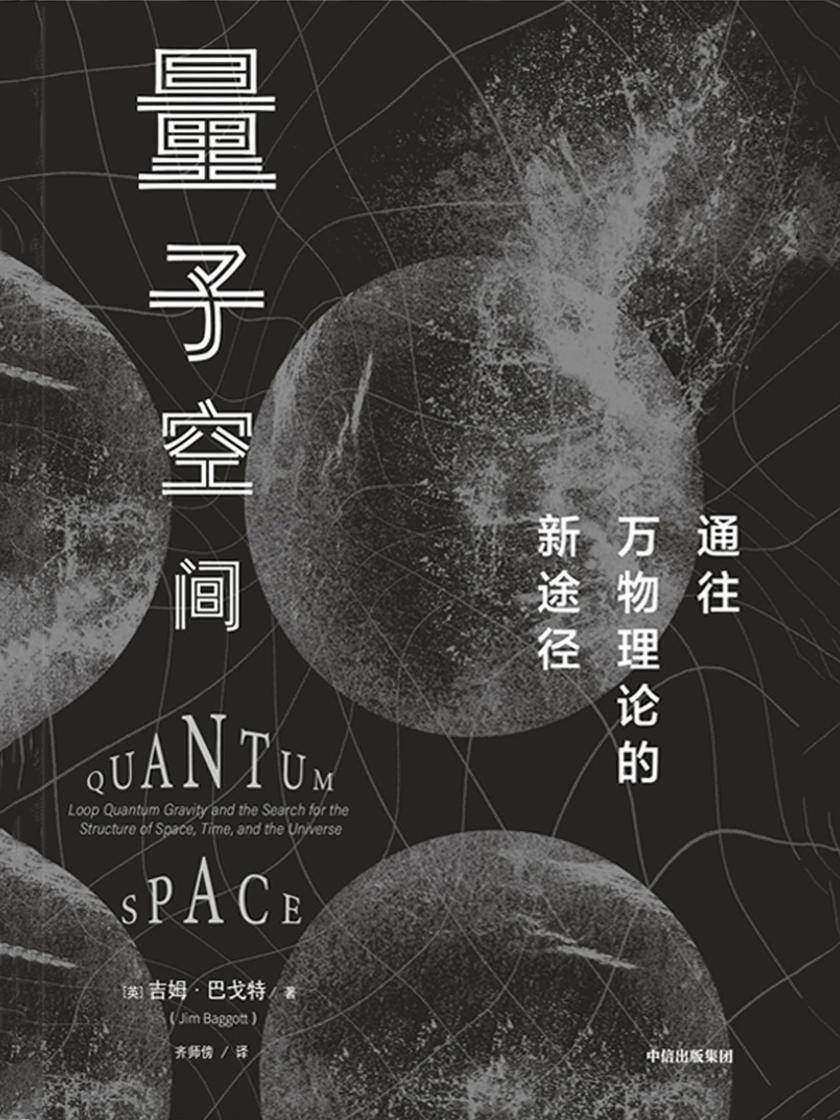 量子空间
通往
万物理论的
新途径
QUANTUM
Loop Quantum Gravity and the Search for the
Structure of Space, Time, and the Universe
SPACE
[英] 吉姆·巴戈特 / 著
( Jim Baggott )
齐师傍 / 译
中信出版集团